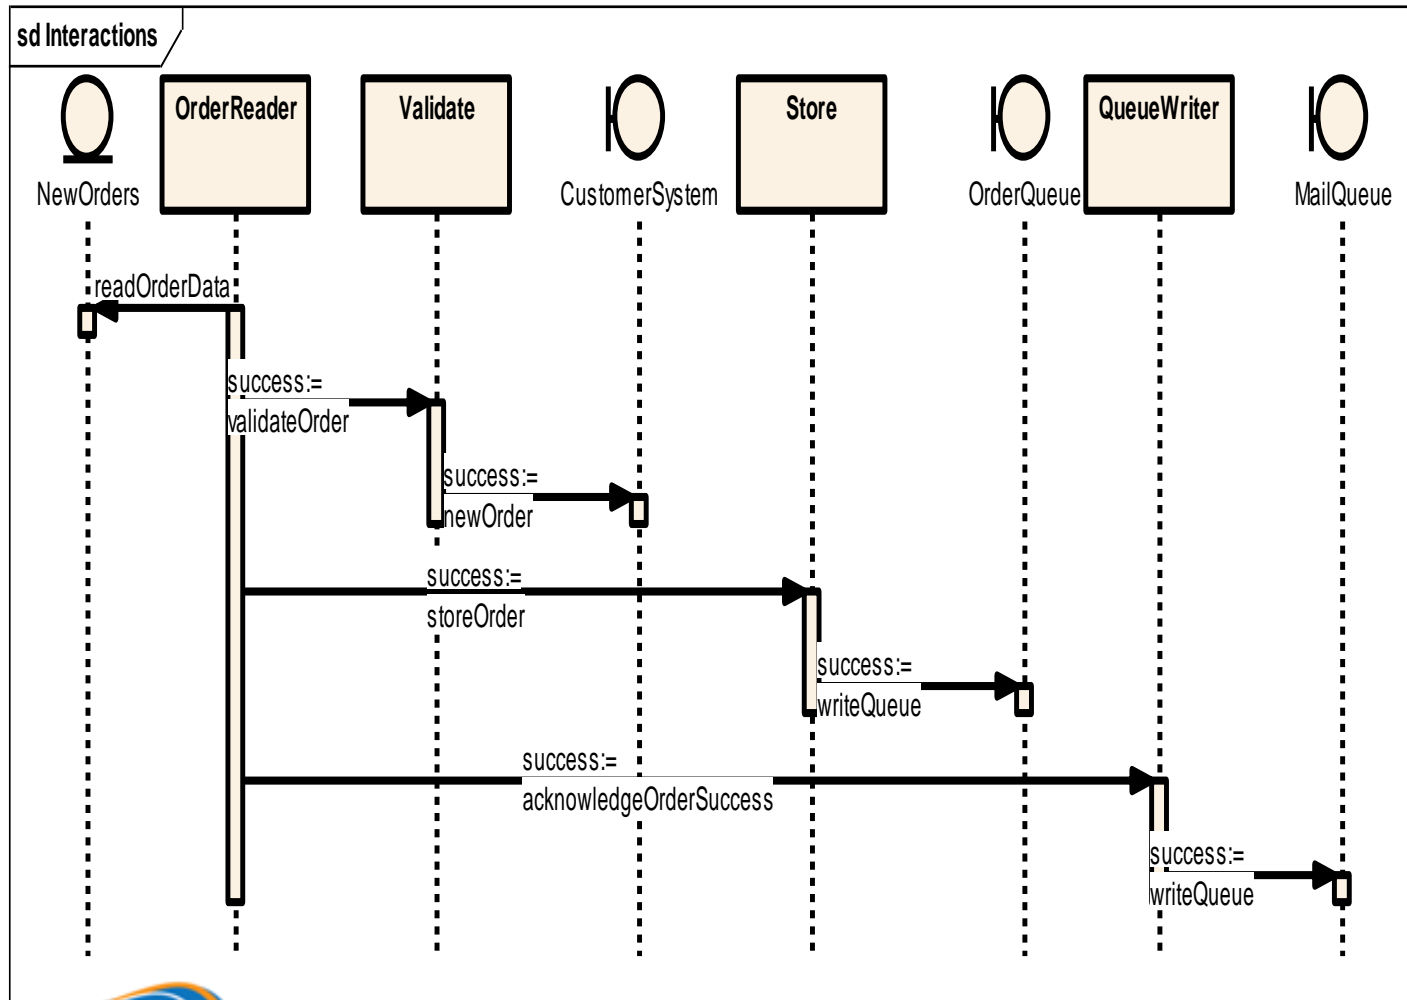 sd Interactions
NewOrders
OrderReader
Validate
CustomerSystem
Store
OrderQueue
QueueWriter
MailQueue
readOrderData
success:=
validateOrder
success:=
newOrder
success:=
storeOrder
success:=
writeQueue
success:=
acknowledgeOrderSuccess
success:=
writeQueue